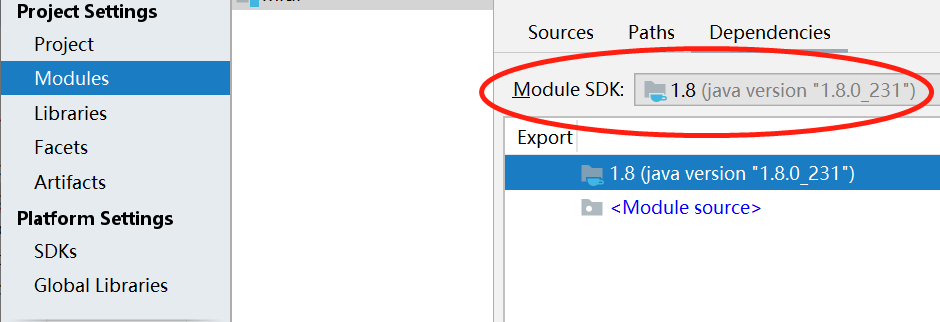 Project Settings
Project
Modules
Libraries
Facets
Artifacts
Platform Settings
SDKs
Global Libraries
Sources Paths Dependencies
Module SDK: 1.8 (java version "1.8.0_231")
Export
1.8 (java version "1.8.0_231")
<Module source>